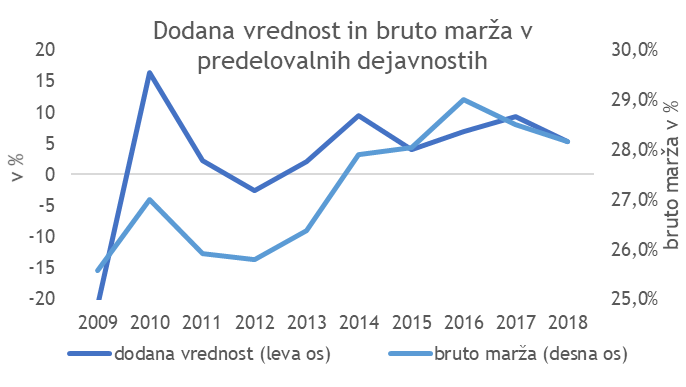 Dodana vrednost in bruto marža v
predelovalnih dejavnostih
20
15
10
5
0
-5
-10
-15
-20
v %
30,0%
29,0%
28,0%
27,0%
26,0%
25,0%
bruto marža v %
2009 2010 2011 2012 2013 2014 2015 2016 2017 2018
dodana vrednost (leva os) bruto marža (desna os)